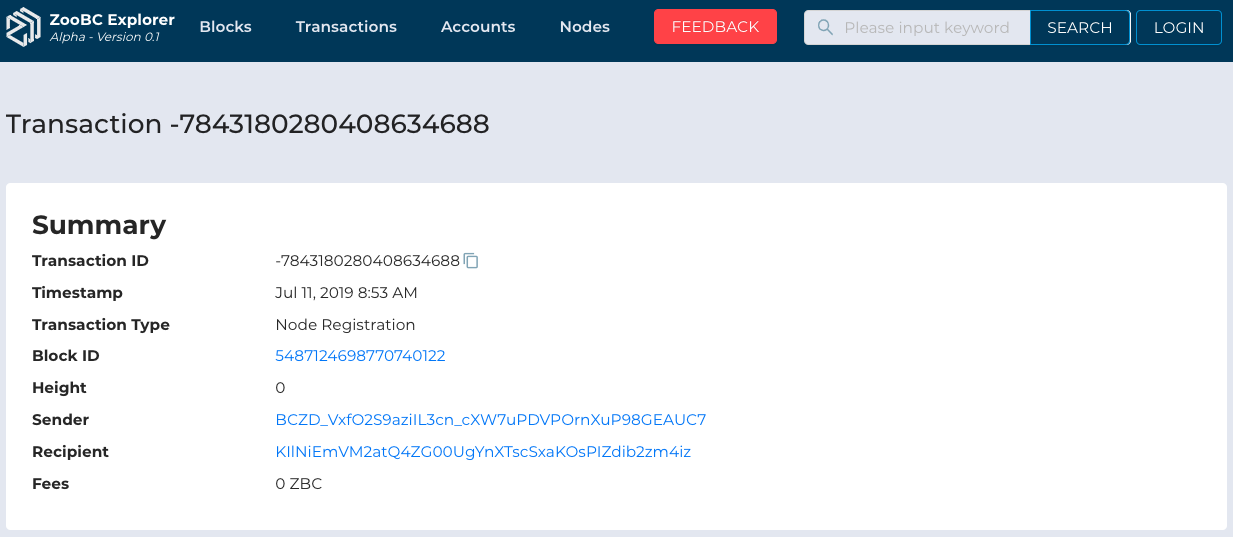 ZooBC Explorer
Alpha - Version 0.1
Blocks
Transactions
Accounts
Nodes
FEEDBACK
Please input keyword
SEARCH
LOGIN
Transaction -7843180280408634688
Summary
Transaction ID -7843180280408634688
Timestamp Jul 11, 2019 8:53 AM
Transaction Type Node Registration
Block ID 5487124698770740122
Height 0
Sender BCZD_VxfO2S9aziIL3cn_cXW7uPDVPOrnXuP98GEAUC7
Recipient KIlNiEmVM2atQ4ZG00UgYnXTscSxaKOsPIZdib2zm4iz
Fees 0 ZBC